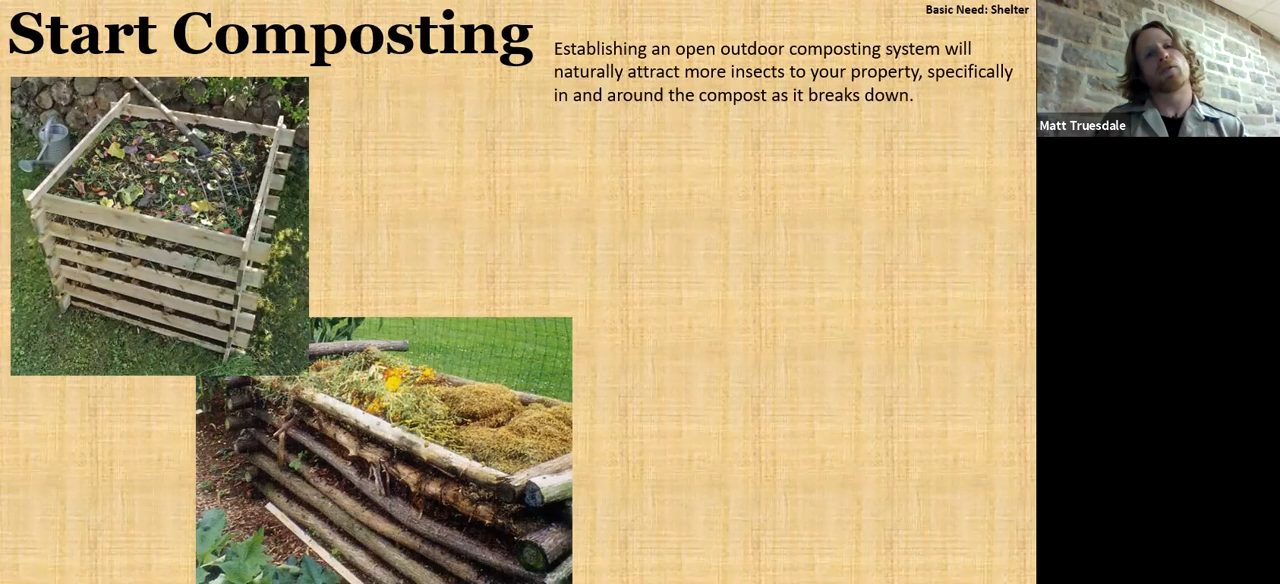 Basic Need: Shelter
Start Composting
Establishing an open outdoor composting system will
naturally attract more insects to your property, specifically
in and around the compost as it breaks down.
Matt Truesdale